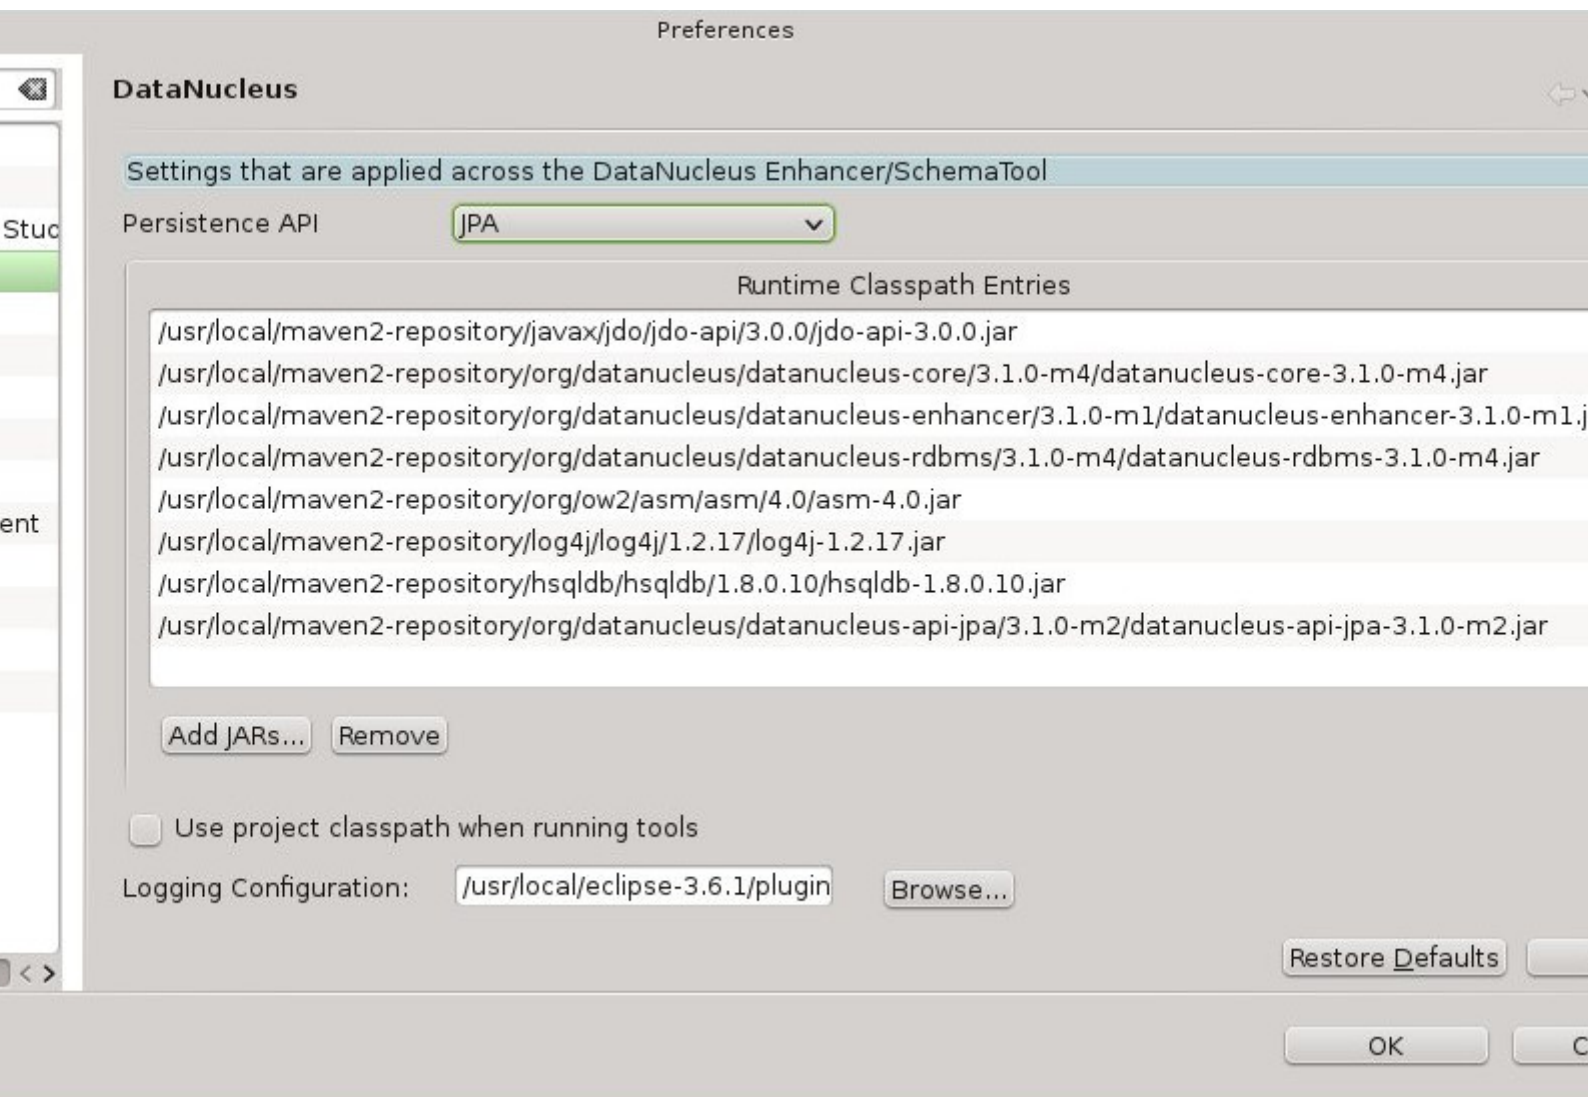 Preferences
DataNucleus
Settings that are applied across the DataNucleus Enhancer/SchemaTool
Stud
Persistence API JPA
Runtime Classpath Entries
/usr/local/maven2-repository/javax/jdo/jdo-api/3.0.0/jdo-api-3.0.0.jar
/usr/local/maven2-repository/org/datanucleus/datanucleus-core/3.1.0-m4/datanucleus-core-3.1.0-m4.jar
/usr/local/maven2-repository/org/datanucleus/datanucleus-enhancer/3.1.0-m1/datanucleus-enhancer-3.1.0-m1.j
/usr/local/maven2-repository/org/datanucleus/datanucleus-rdbms/3.1.0-m4/datanucleus-rdbms-3.1.0-m4.jar
/usr/local/maven2-repository/org/ow2/asm/asm/4.0/asm-4.0.jar
ent
/usr/local/maven2-repository/log4j/log4j/1.2.17/log4j-1.2.17.jar
/usr/local/maven2-repository/hsqldb/hsqldb/1.8.0.10/hsqldb-1.8.0.10.jar
/usr/local/maven2-repository/org/datanucleus/datanucleus-api-jpa/3.1.0-m2/datanucleus-api-jpa-3.1.0-m2.jar
Add JARs... Remove
Use project classpath when running tools
Logging Configuration: /usr/local/eclipse-3.6.1/plugin Browse...
Restore Defaults
OK C